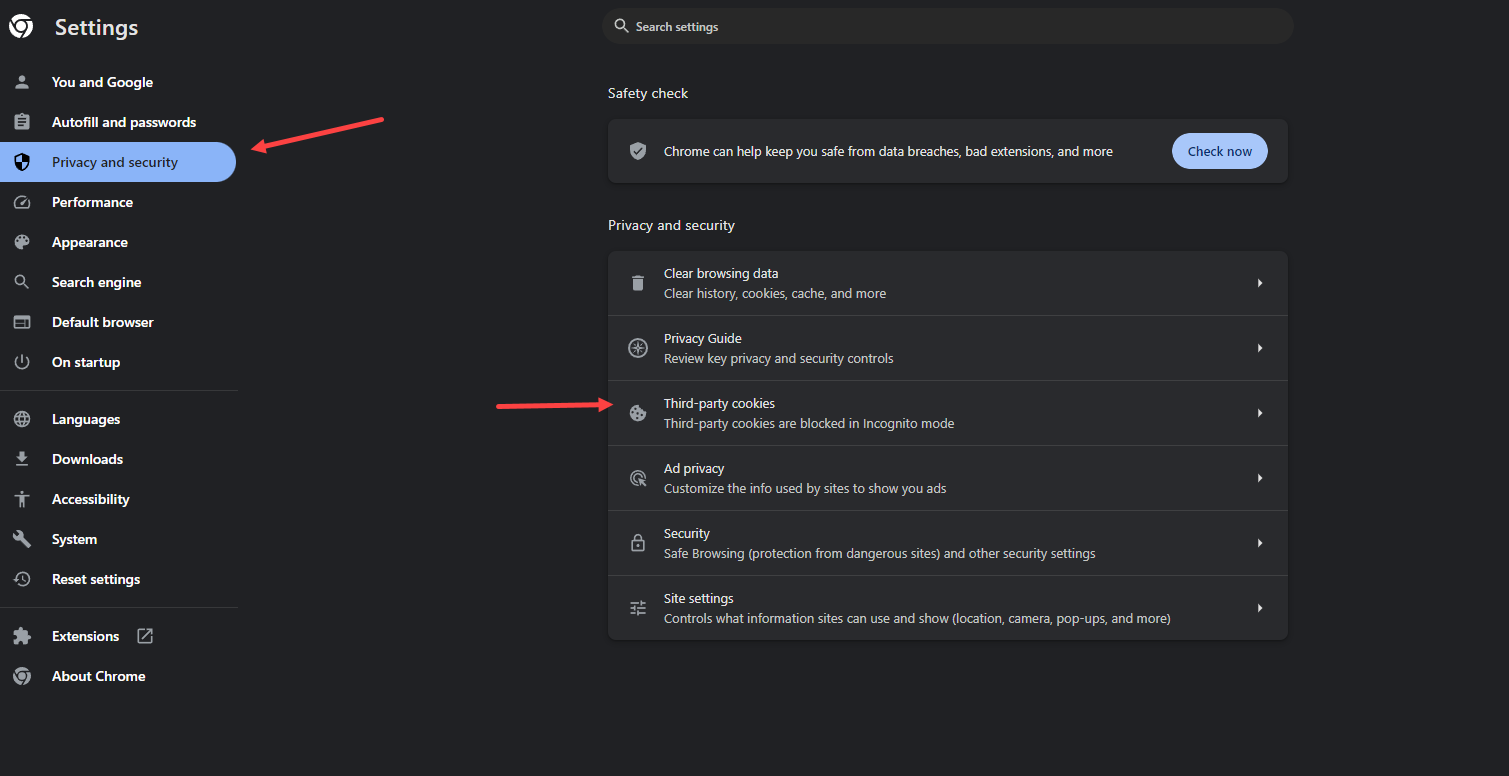 Settings
Search settings
You and Google
Autofill and passwords
Privacy and security
Performance
Appearance
Search engine
Default browser
On startup
Languages
Downloads
Accessibility
System
Reset settings
Extensions
About Chrome
Safety check
Chrome can help keep you safe from data breaches, bad extensions, and more
Check now
Privacy and security
Clear browsing data
Clear history, cookies, cache, and more
Privacy Guide
Review key privacy and security controls
Third-party cookies
Third-party cookies are blocked in Incognito mode
Ad privacy
Customize the info used by sites to show you ads
Security
Safe Browsing (protection from dangerous sites) and other security settings
Site settings
Controls what information sites can use and show (location, camera, pop-ups, and more)